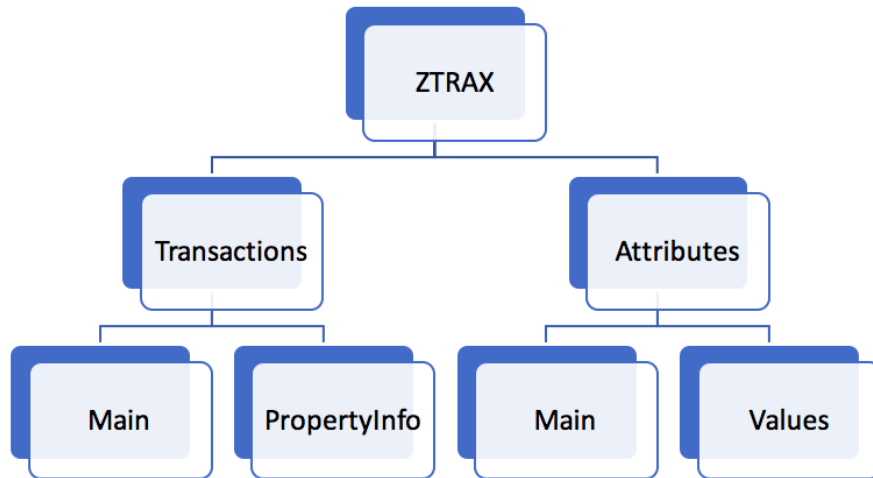 ZTRAX
Transactions
Attributes
Main
PropertyInfo
Main
Values